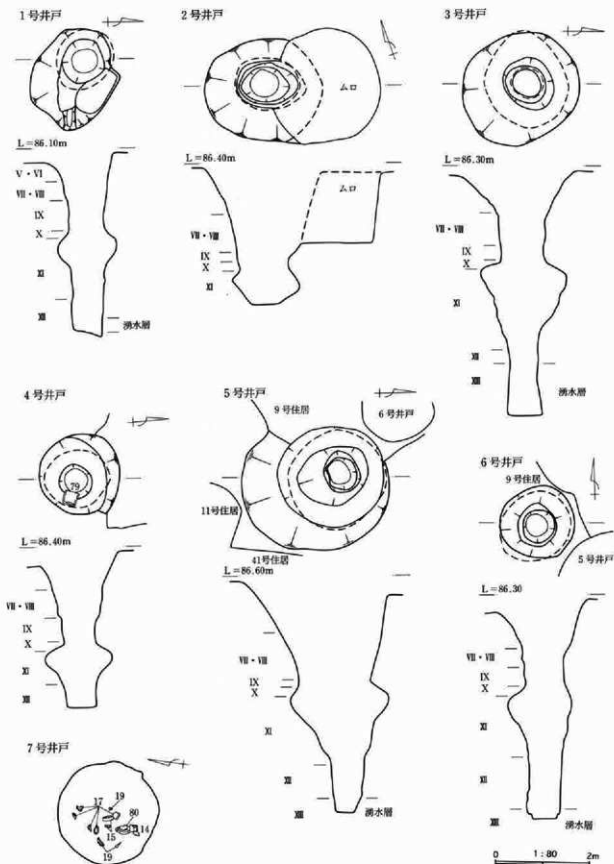 1号井戸
2号井戸
3号井戸
ムロ
L=86.10m
V・VI
VII・VIII
IX
X
XI
XII
湧水層
L=86.40m
ムロ
VII・VIII
IX
X
XI
L=86.30m
VII・VIII
IX
X
XI
XII
XIII
湧水層
4号井戸
79
L=86.40m
VII・VIII
IX
X
XI
XII
5号井戸
9号住居
6号井戸
11号住居
41号住居
L=86.60m
VII・VIII
IX
X
XI
XII
XIII
湧水層
6号井戸
9号住居
5号井戸
L=86.30
VII・VIII
IX
X
XI
XII
XIII
湧水層
7号井戸
17
19
80
15
14
19
0 1:80 2m